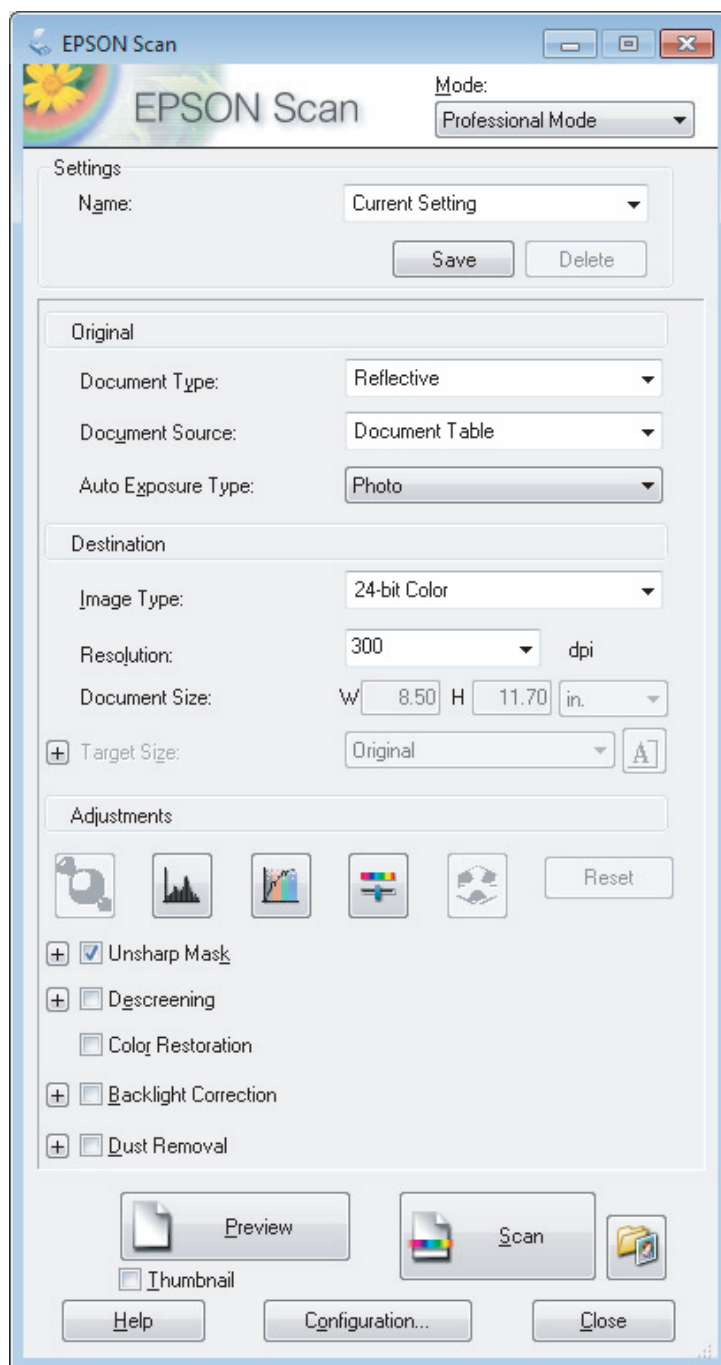 EPSON Scan
EPSON Scan
Mode:
Professional Mode
Settings
Name:
Current Setting
Save
Delete
Original
Document Type:
Reflective
Document Source:
Document Table
Auto Exposure Type:
Photo
Destination
Image Type:
24-bit Color
Resolution:
300
dpi
Document Size:
W
8.50
H
11.70
in.
Target Size:
Original
A
Adjustments
Reset
Unsharp Mask
Descreening
Color Restoration
Backlight Correction
Dust Removal
Preview
Scan
Thumbnail
Help
Configuration...
Close